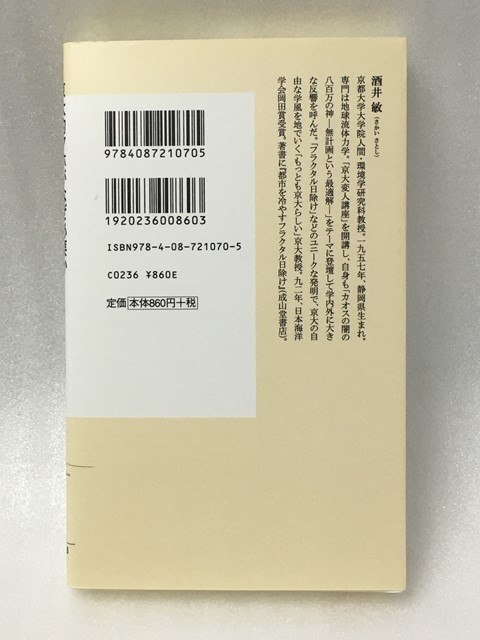 酒井 敏（さかい さとし）
京都大学大学院人間・環境学研究科教授。一九五七年、静岡県生まれ。
専門は地球流体力学。「京大変人講座」を開講し、自身も「カオスの闇の
八百万の神―無計画という最適解―」をテーマに登壇して学内外に大き
な反響を呼んだ。「フラクタル日除け」などのユニークな発明で、京大の自
由な学風を地でいく「もっとも京大らしい」京大教授。九二年、日本海洋
学会岡田賞受賞。著書に『都市を冷やすフラクタル日除け』（成山堂書店）。
9784087210705
1920236008603
ISBN978-4-08-721070-5
C0236 ¥860E
定価 本体860円+税